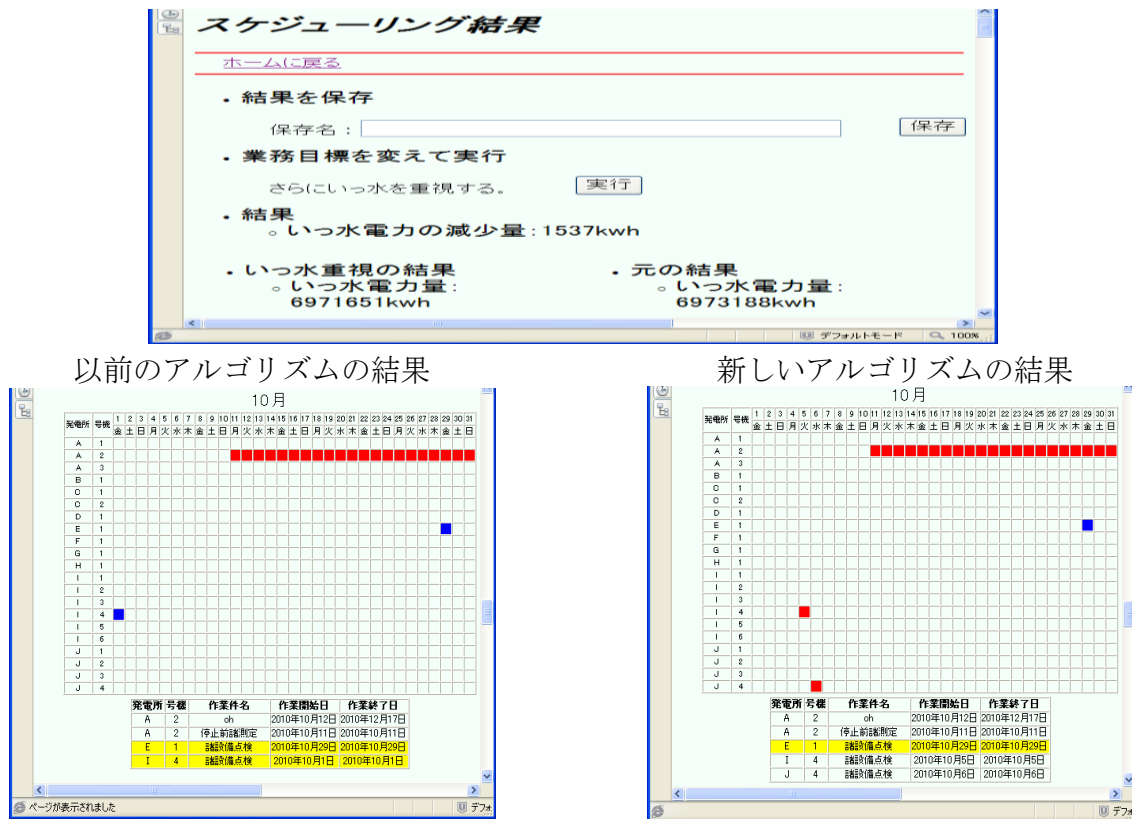 スケジューリング結果
ホームに戻る
・結果を保存
保存名：
保存
・業務目標を変えて実行
さらにいっ水を重視する。
実行
・結果
○いっ水電力の減少量：1537kwh
・いっ水重視の結果
○いっ水電力量：
6971651kwh
・元の結果
○いっ水電力量：
6973188kwh
デフォルトモード
100%
以前のアルゴリズムの結果
10月
発電所 号機 1 2 3 4 5 6 7 8 9 10 11 12 13 14 15 16 17 18 19 20 21 22 23 24 25 26 27 28 29 30 31
金 土 日 月 火 水 木 金 土 日 月 火 水 木 金 土 日 月 火 水 木 金 土 日 月 火 水 木 金 土 日
A 1
A 2
A 3
B 1
C 1
C 2
D 1
E 1
F 1
G 1
H 1
I 1
I 2
I 3
I 4
I 5
I 6
J 1
J 2
J 3
J 4
発電所 号機 作業件名 作業開始日 作業終了日
A 2 oh 2010年10月12日 2010年12月17日
A 2 停止前諸測定 2010年10月11日 2010年10月11日
E 1 諸設備点検 2010年10月29日 2010年10月29日
I 4 諸設備点検 2010年10月1日 2010年10月1日
ページが表示されました
デフォ
新しいアルゴリズムの結果
10月
発電所 号機 1 2 3 4 5 6 7 8 9 10 11 12 13 14 15 16 17 18 19 20 21 22 23 24 25 26 27 28 29 30 31
金 土 日 月 火 水 木 金 土 日 月 火 水 木 金 土 日 月 火 水 木 金 土 日 月 火 水 木 金 土 日
A 1
A 2
A 3
B 1
C 1
C 2
D 1
E 1
F 1
G 1
H 1
I 1
I 2
I 3
I 4
I 5
I 6
J 1
J 2
J 3
J 4
発電所 号機 作業件名 作業開始日 作業終了日
A 2 oh 2010年10月12日 2010年12月17日
A 2 停止前諸測定 2010年10月11日 2010年10月11日
E 1 諸設備点検 2010年10月29日 2010年10月29日
I 4 諸設備点検 2010年10月5日 2010年10月5日
J 4 諸設備点検 2010年10月6日 2010年10月6日
デフォ